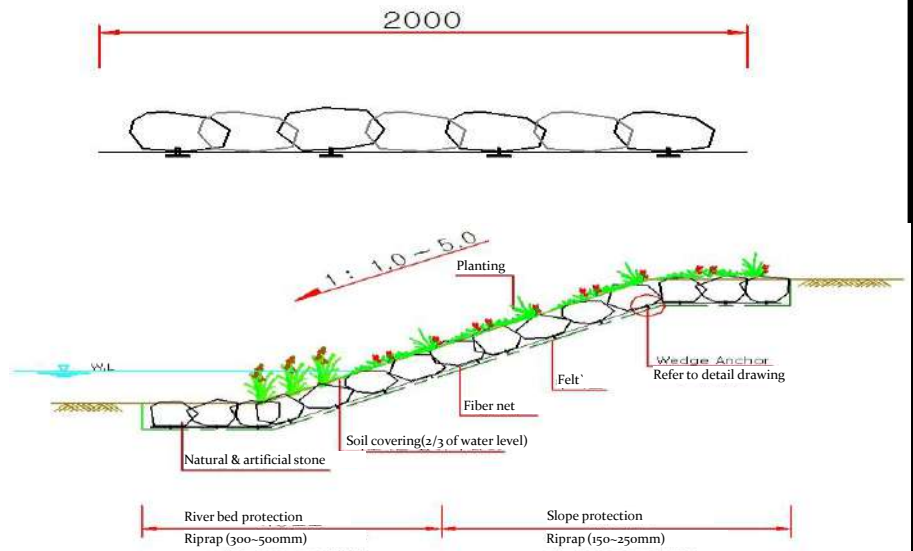 2000
1: 1.0 ~ 5.0
Planting
W.L
Wedge Anchor
Refer to detail drawing
Felt`
Fiber net
Soil covering(2/3 of water level)
Natural & artificial stone
River bed protection
Riprap (300~500mm)
Slope protection
Riprap (150~250mm)